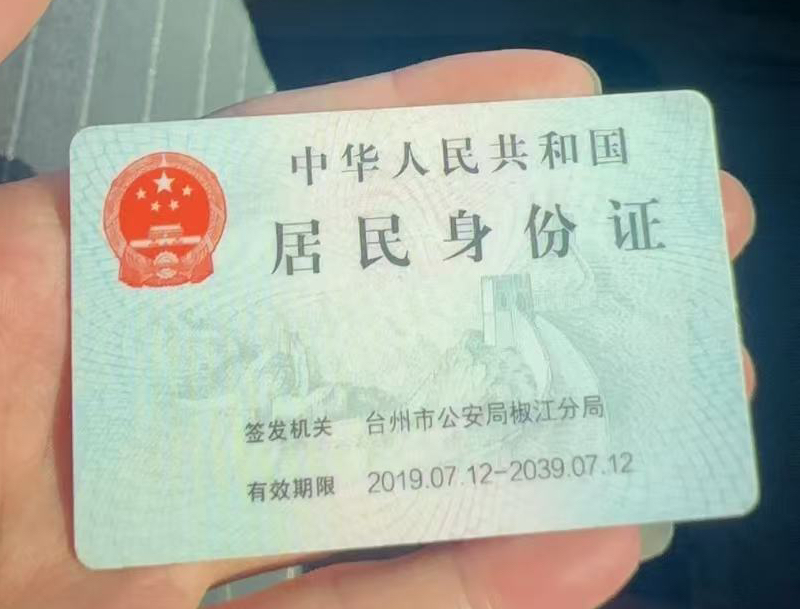 中华人民共和国
居民身份证
签发机关 台州市公安局椒江分局
有效期限 2019.07.12-2039.07.12